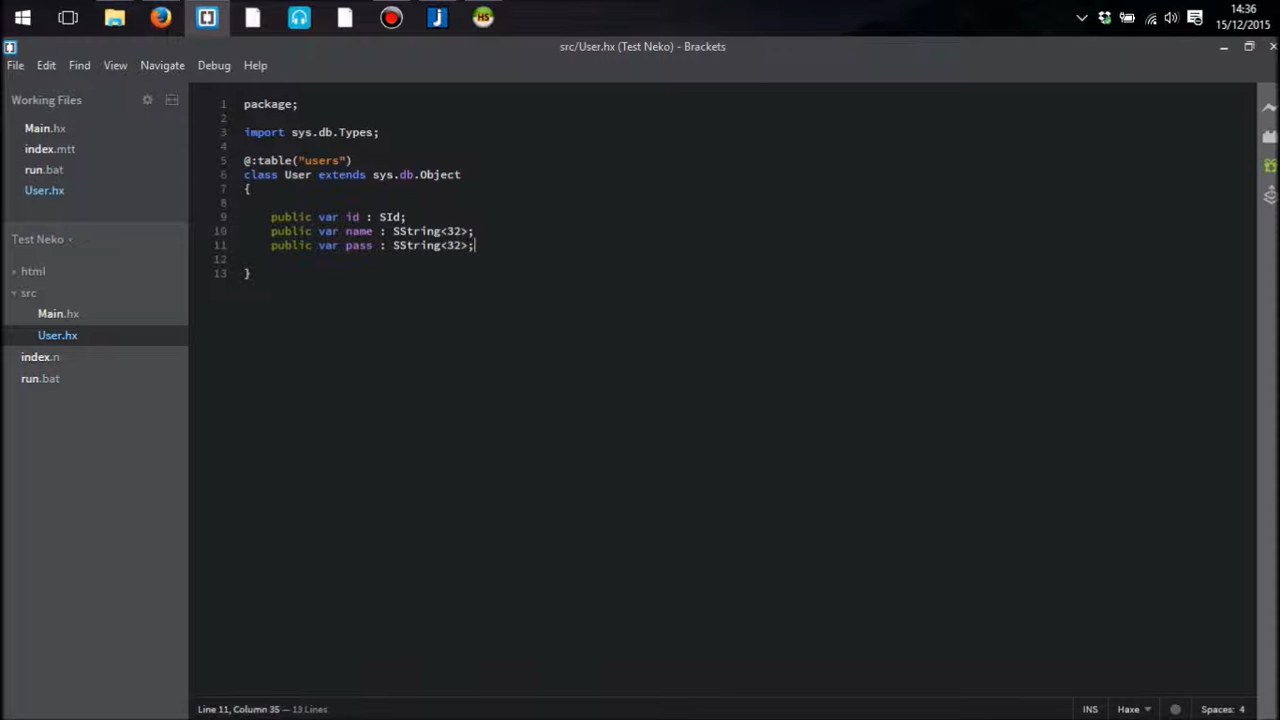 14:36
15/12/2015
src/User.hx (Test Neko) - Brackets
File Edit Find View Navigate Debug Help
Working Files
Main.hx
index.mtt
run.bat
User.hx
Test Neko
html
src
Main.hx
User.hx
index.n
run.bat
1 package;
2
3 import sys.db.Types;
4
5 @:table("users")
6 class User extends sys.db.Object
7 {
8
9 public var id : SId;
10 public var name : SString<32>;
11 public var pass : SString<32>;
12
13 }
Line 11, Column 35 — 13 Lines
INS Haxe Spaces: 4
j
HS